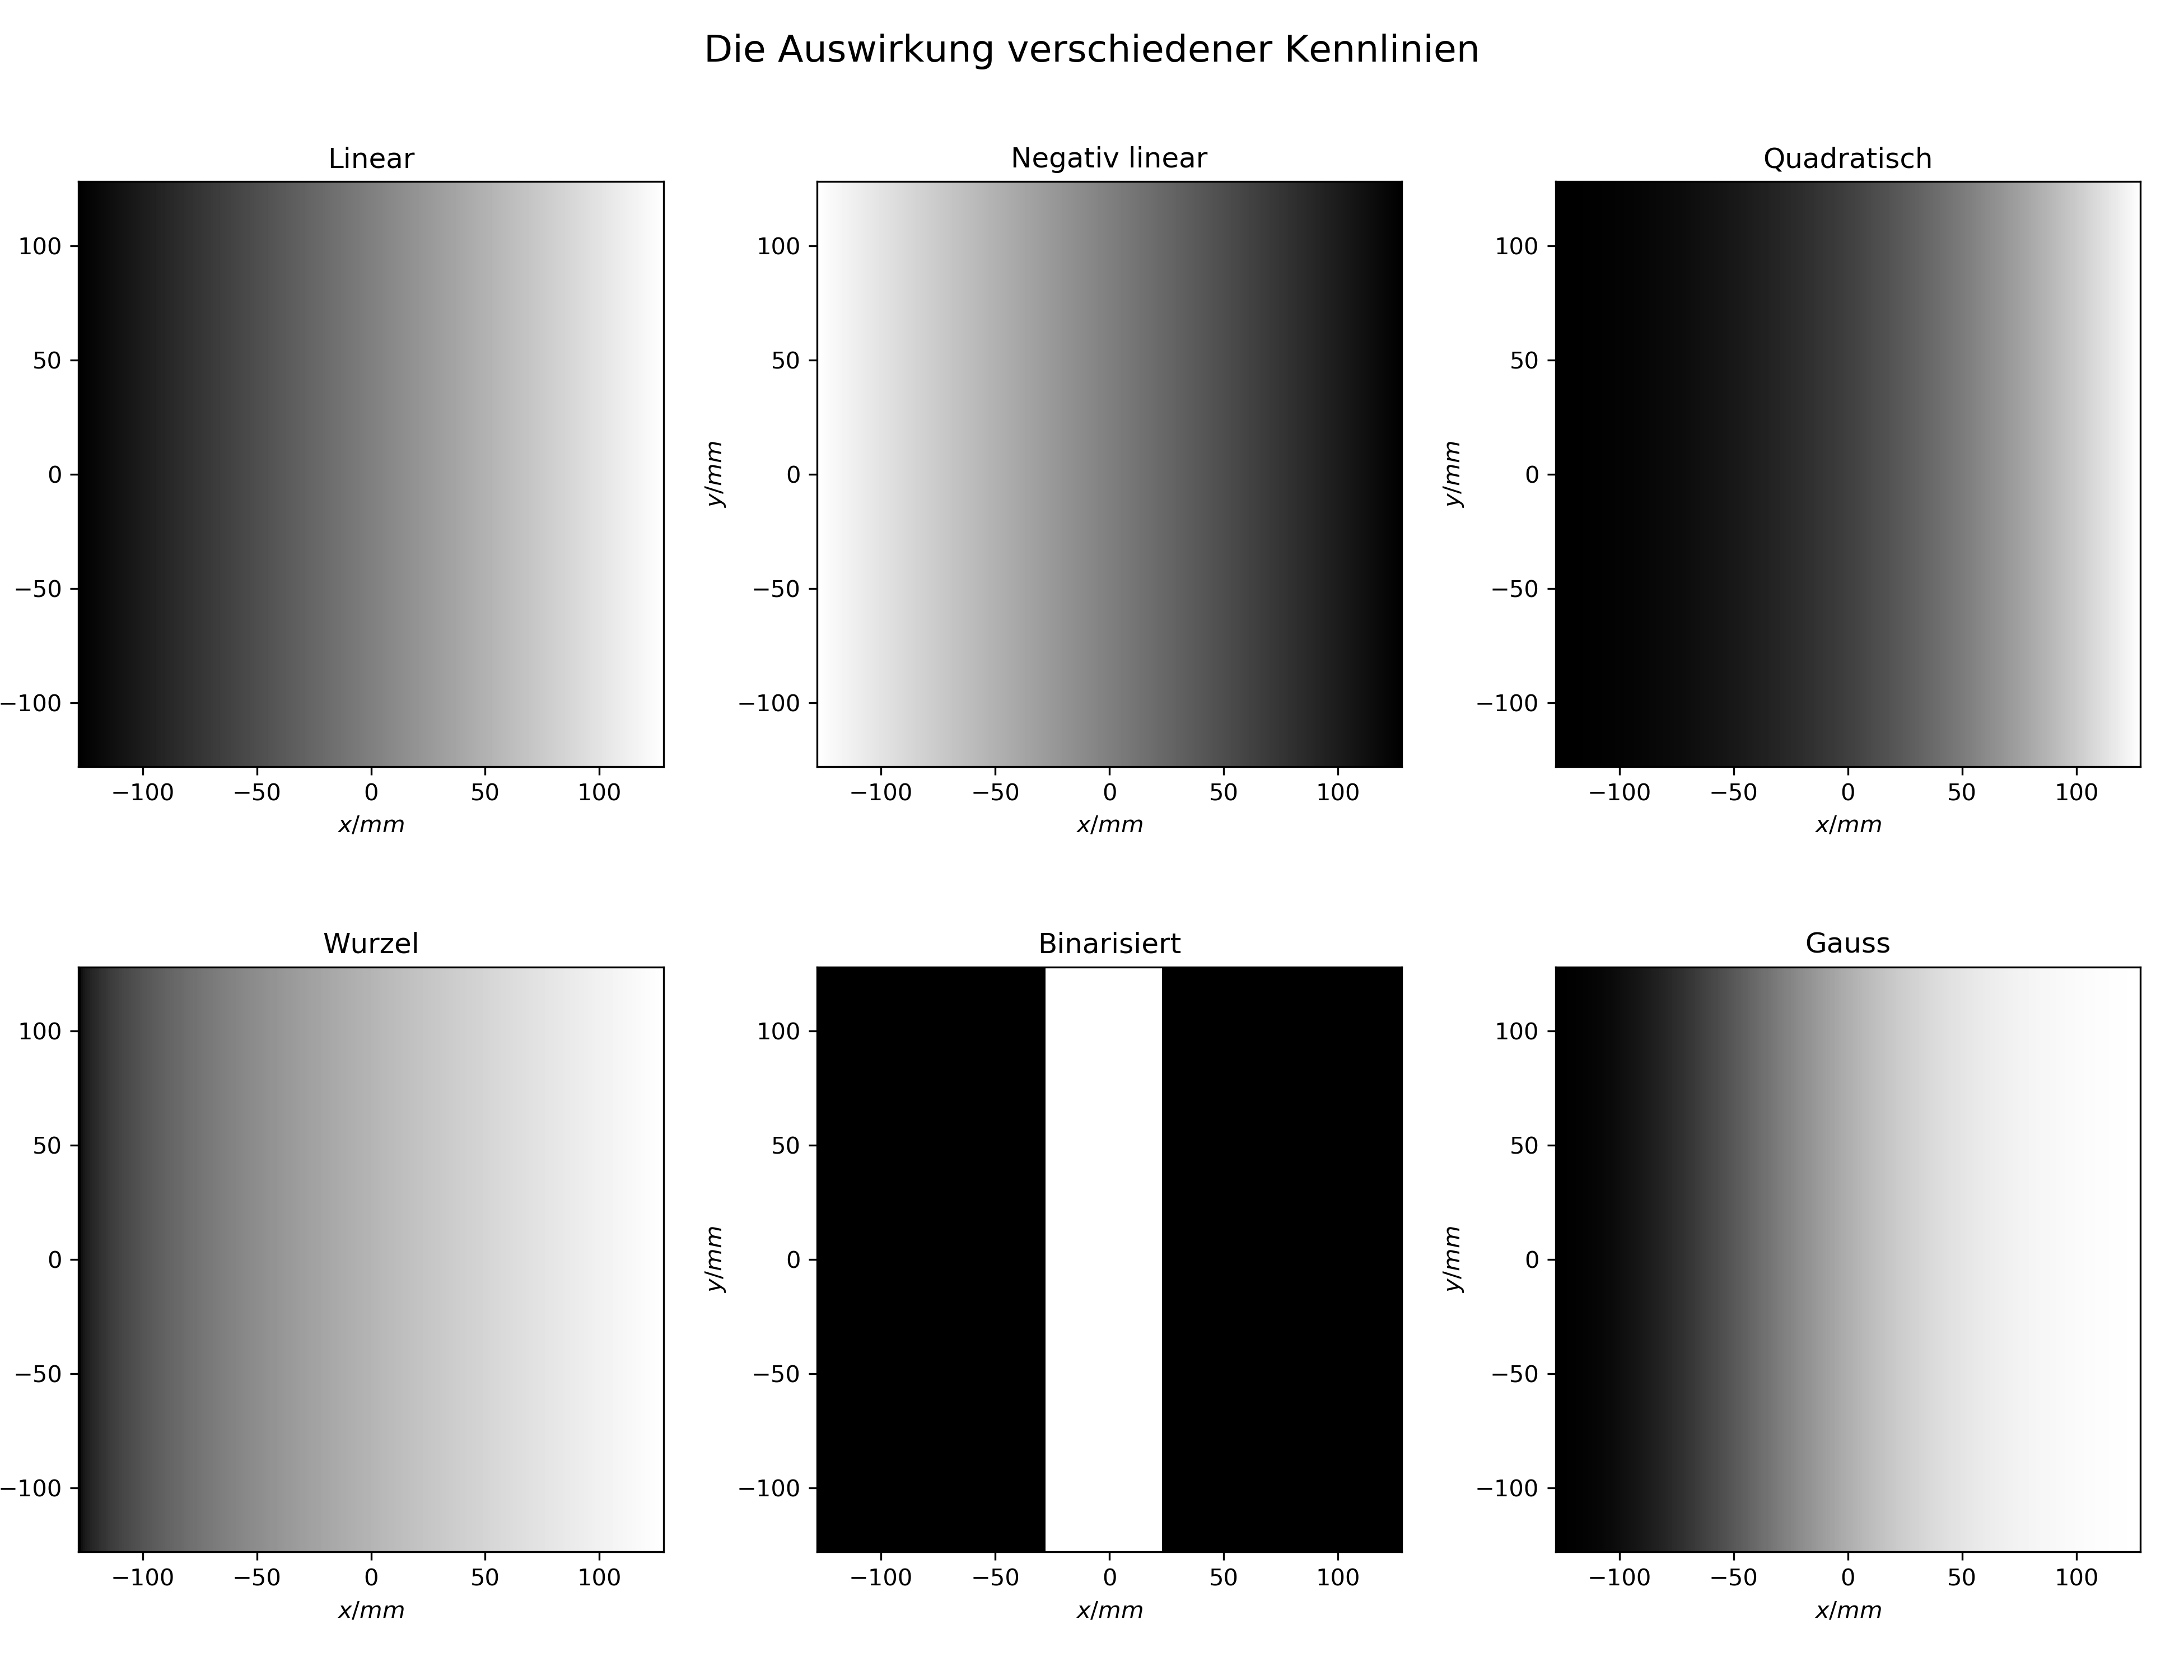 Die Auswirkung verschiedener Kennlinien
Linear
100
50
0
−50
−100
−100 −50 0 50 100
x/mm
Negativ linear
y/mm
100
50
0
−50
−100
−100 −50 0 50 100
x/mm
Quadratisch
y/mm
100
50
0
−50
−100
−100 −50 0 50 100
x/mm
Wurzel
100
50
0
−50
−100
−100 −50 0 50 100
x/mm
Binarisiert
y/mm
100
50
0
−50
−100
−100 −50 0 50 100
x/mm
Gauss
y/mm
100
50
0
−50
−100
−100 −50 0 50 100
x/mm